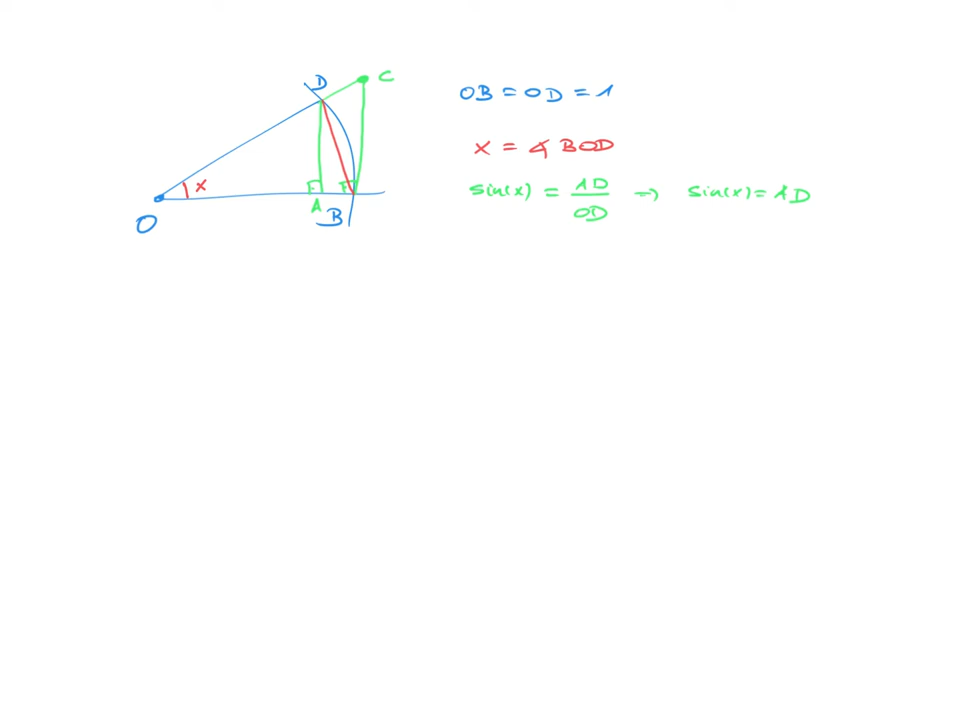 D
C
OB = OD = 1
x = ∢ BOD
x
sin(x) = AD / OD ⇒ sin(x) = AD
A
B
O